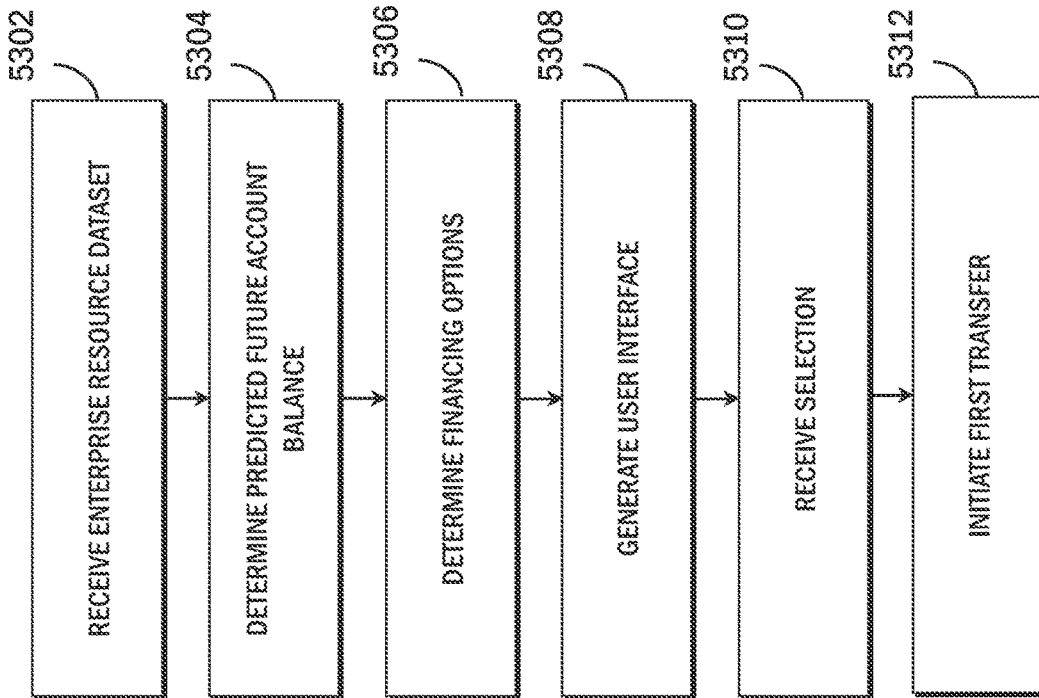 5302
RECEIVE ENTERPRISE RESOURCE DATASET
5304
DETERMINE PREDICTED FUTURE ACCOUNT
BALANCE
5306
DETERMINE FINANCING OPTIONS
5308
GENERATE USER INTERFACE
5310
RECEIVE SELECTION
5312
INITIATE FIRST TRANSFER